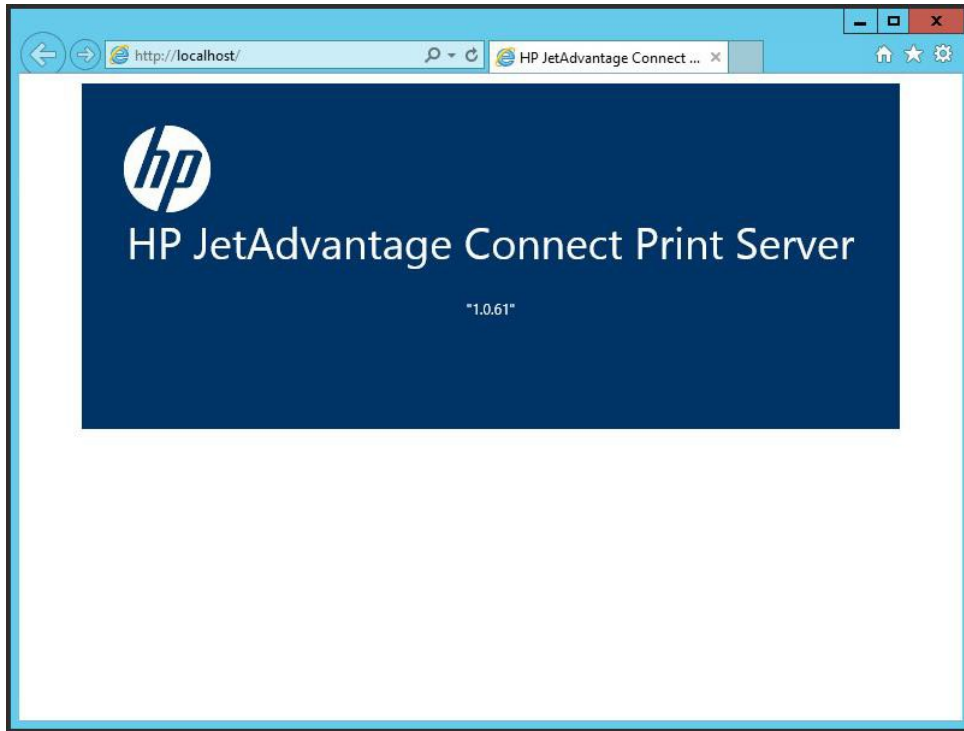 http://localhost/
HP JetAdvantage Connect ...
hp
HP JetAdvantage Connect Print Server
"1.0.61"